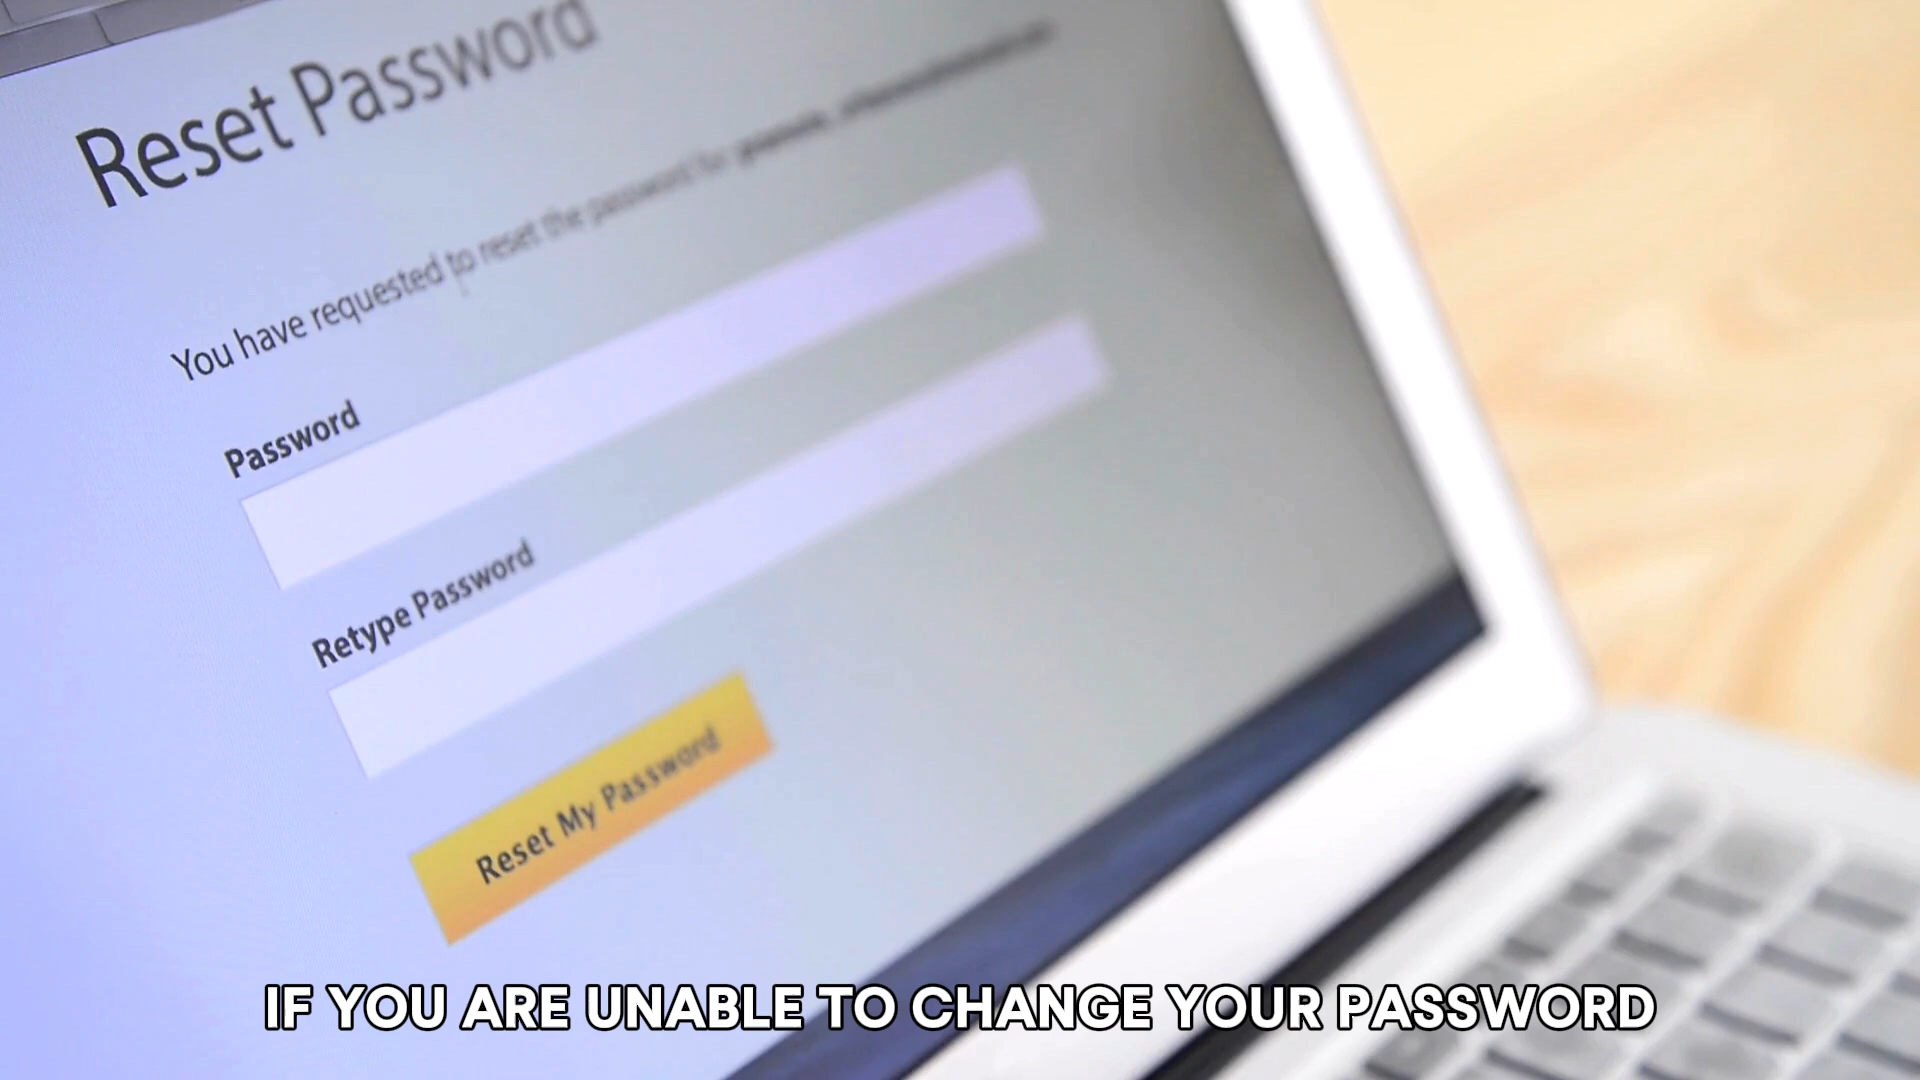 Reset Password
You have requested to reset the password for
Password
Retype Password
Reset My Password
IF YOU ARE UNABLE TO CHANGE YOUR PASSWORD